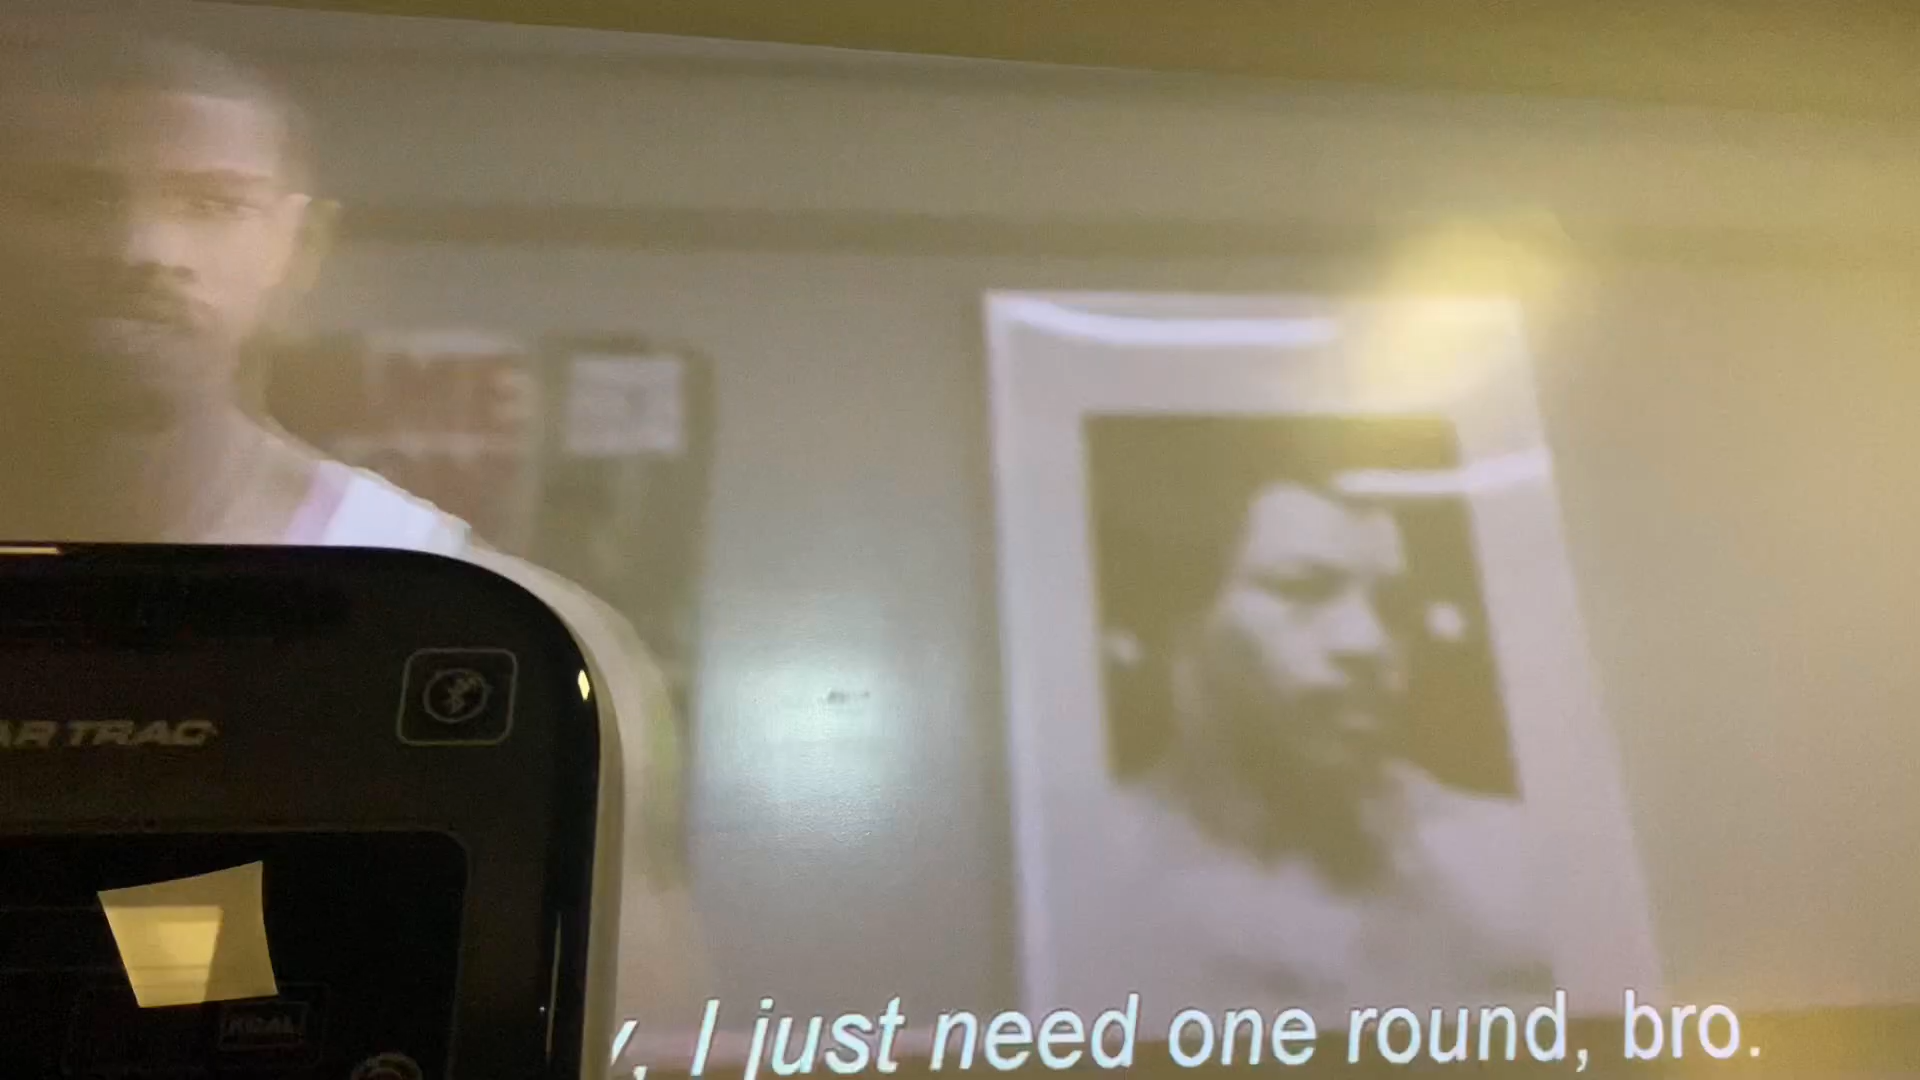 AR TRAC
, I just need one round, bro.